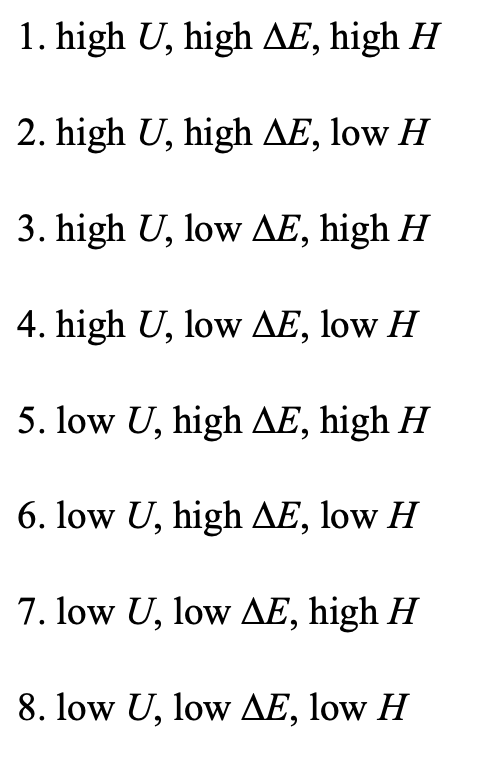 1. high U, high ΔE, high H
2. high U, high ΔE, low H
3. high U, low ΔE, high H
4. high U, low ΔE, low H
5. low U, high ΔE, high H
6. low U, high ΔE, low H
7. low U, low ΔE, high H
8. low U, low ΔE, low H